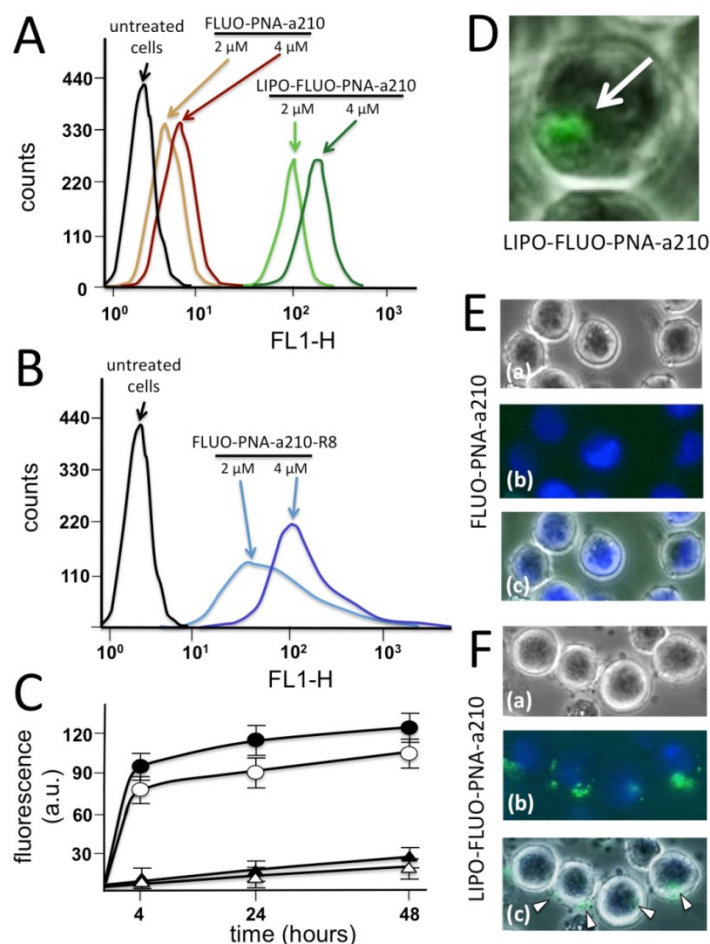 A
untreated
cells
FLUO-PNA-a210
2 µM 4 µM
LIPO-FLUO-PNA-a210
2 µM 4 µM
440
330
220
110
0
counts
10⁰ 10¹ 10² 10³
FL1-H
B
untreated
cells
FLUO-PNA-a210-R8
2 µM 4 µM
440
330
220
110
counts
10⁰ 10¹ 10² 10³
FL1-H
C
120
90
60
30
fluorescence
(a.u.)
4 24 48
time (hours)
D
LIPO-FLUO-PNA-a210
E
FLUO-PNA-a210
(a)
(b)
(c)
F
LIPO-FLUO-PNA-a210
(a)
(b)
(c)